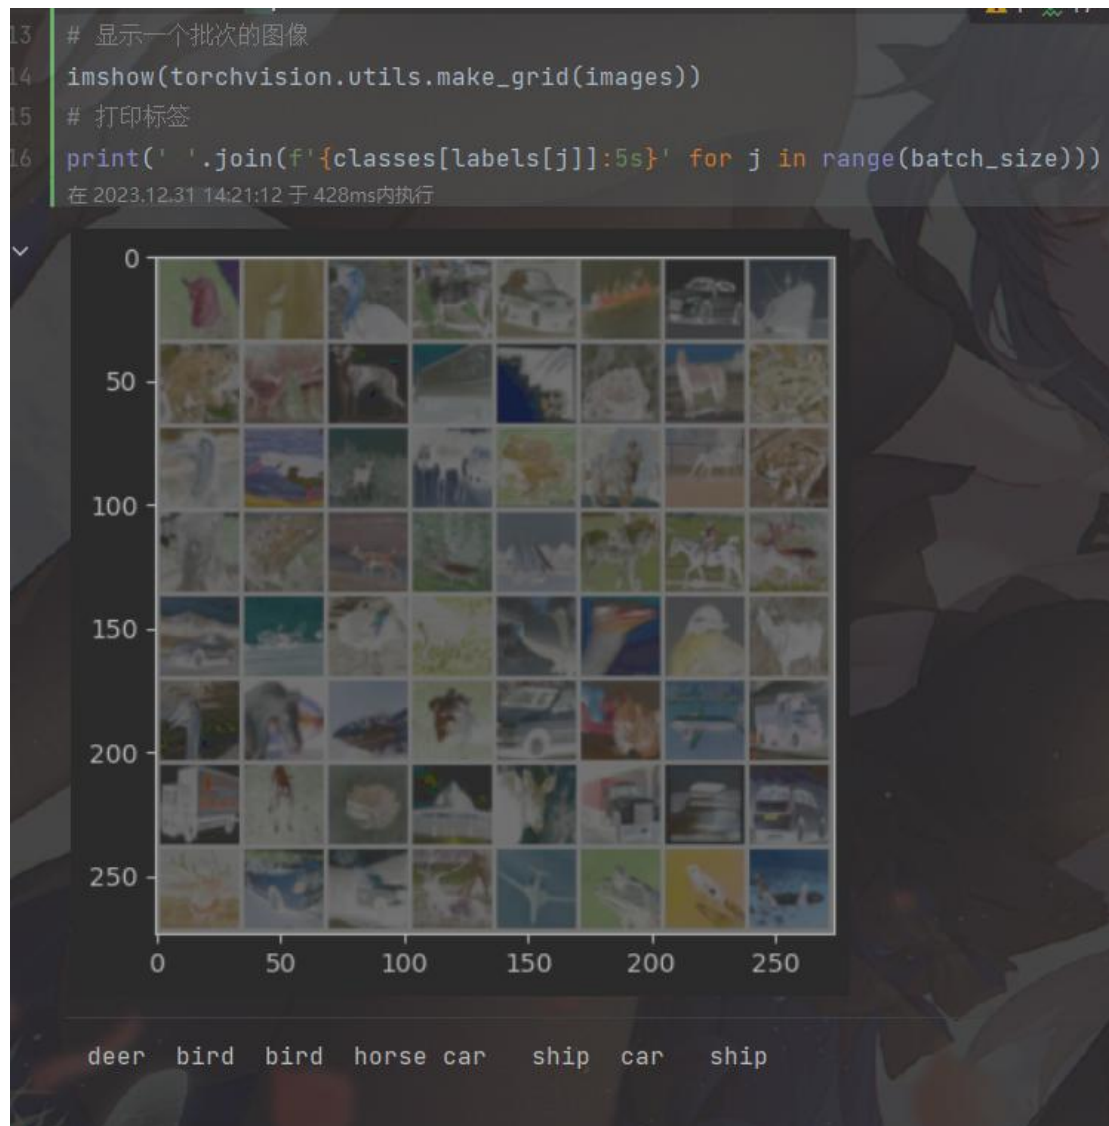 13 # 显示一个批次的图像
14 imshow(torchvision.utils.make_grid(images))
15 # 打印标签
16 print(' '.join(f'{classes[labels[j]]:5s}' for j in range(batch_size)))
在 2023.12.31 14:21:12 于 428ms内执行
0
50
100
150
200
250
0 50 100 150 200 250
deer bird bird horse car ship car ship